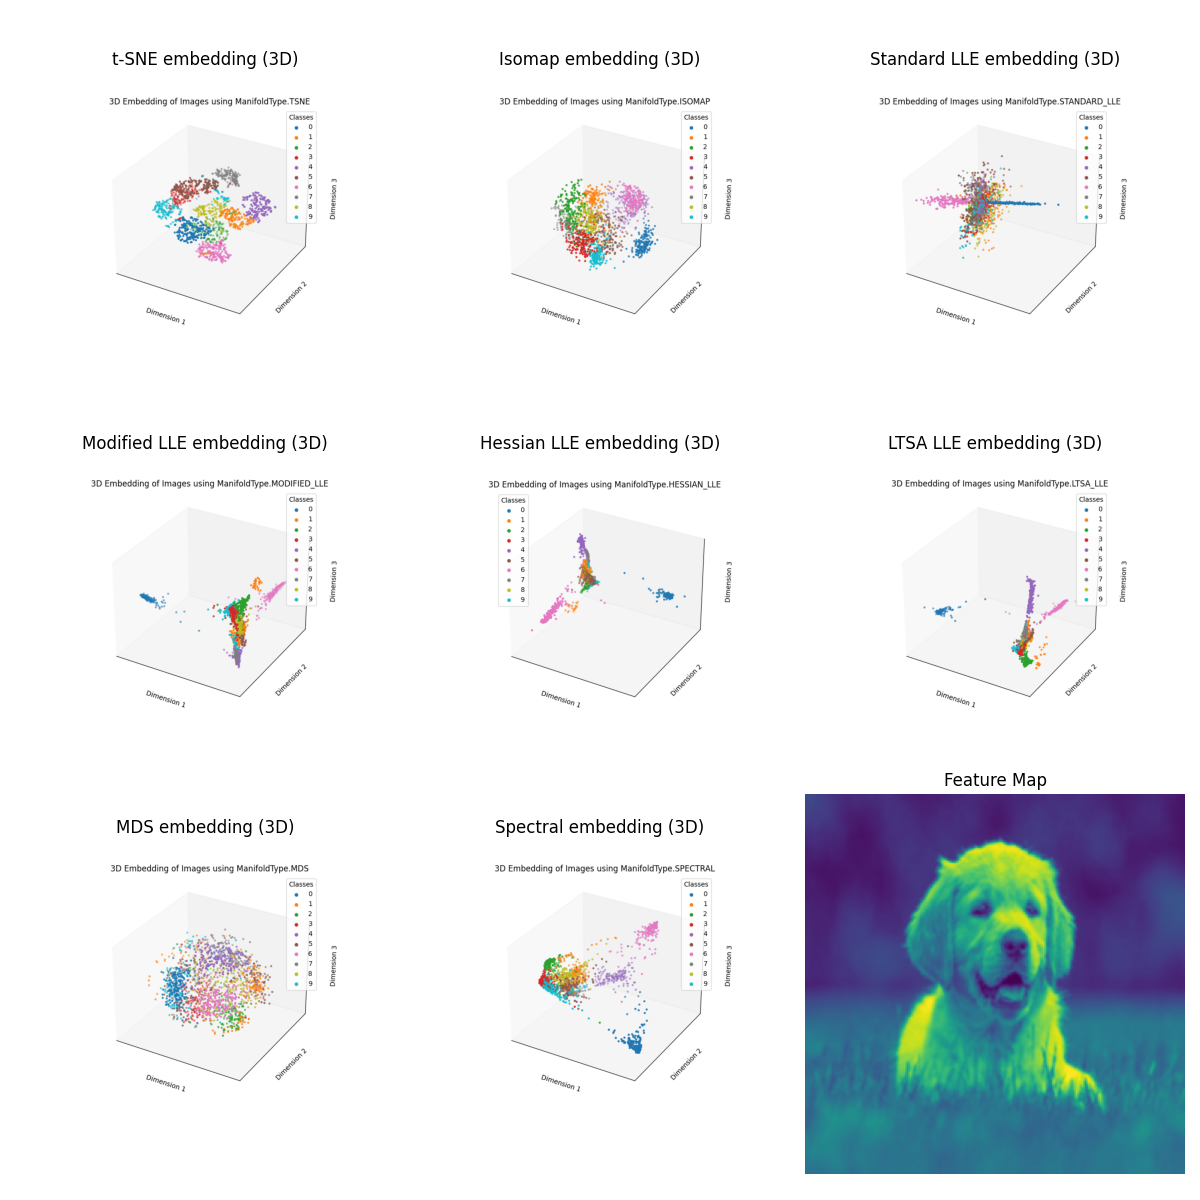 t-SNE embedding (3D)
3D Embedding of Images using ManifoldType.TSNE
Classes
0
1
2
3
4
5
6
7
8
9
Dimension 1
Dimension 2
Dimension 3
Isomap embedding (3D)
3D Embedding of Images using ManifoldType.ISOMAP
Classes
0
1
2
3
4
5
6
7
8
9
Dimension 1
Dimension 2
Dimension 3
Standard LLE embedding (3D)
3D Embedding of Images using ManifoldType.STANDARD_LLE
Classes
0
1
2
3
4
5
6
7
8
9
Dimension 1
Dimension 2
Dimension 3
Modified LLE embedding (3D)
3D Embedding of Images using ManifoldType.MODIFIED_LLE
Classes
0
1
2
3
4
5
6
7
8
9
Dimension 1
Dimension 2
Dimension 3
Hessian LLE embedding (3D)
3D Embedding of Images using ManifoldType.HESSIAN_LLE
Classes
0
1
2
3
4
5
6
7
8
9
Dimension 1
Dimension 2
Dimension 3
LTSA LLE embedding (3D)
3D Embedding of Images using ManifoldType.LTSA_LLE
Classes
0
1
2
3
4
5
6
7
8
9
Dimension 1
Dimension 2
Dimension 3
MDS embedding (3D)
3D Embedding of Images using ManifoldType.MDS
Classes
0
1
2
3
4
5
6
7
8
9
Dimension 1
Dimension 2
Dimension 3
Spectral embedding (3D)
3D Embedding of Images using ManifoldType.SPECTRAL
Classes
0
1
2
3
4
5
6
7
8
9
Dimension 1
Dimension 2
Dimension 3
Feature Map